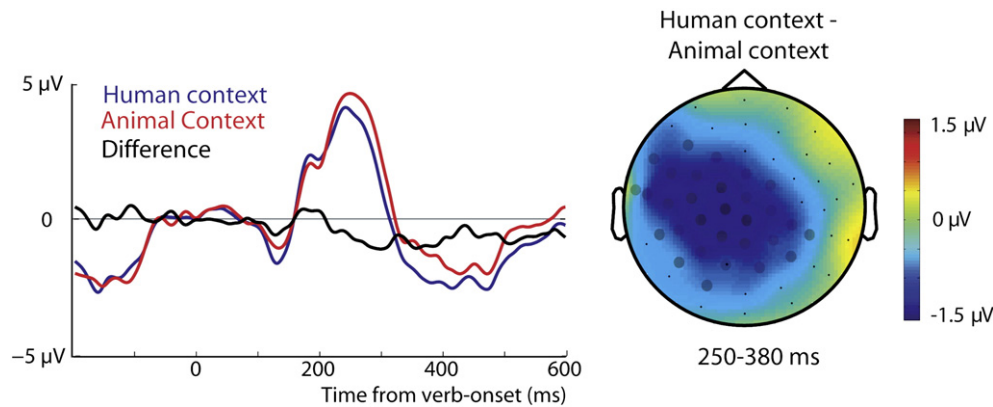 5 µV
Human context
Animal Context
Difference
0
−5 µV
0
200
400
600
Time from verb-onset (ms)
Human context -
Animal context
1.5 µV
0 µV
-1.5 µV
250-380 ms